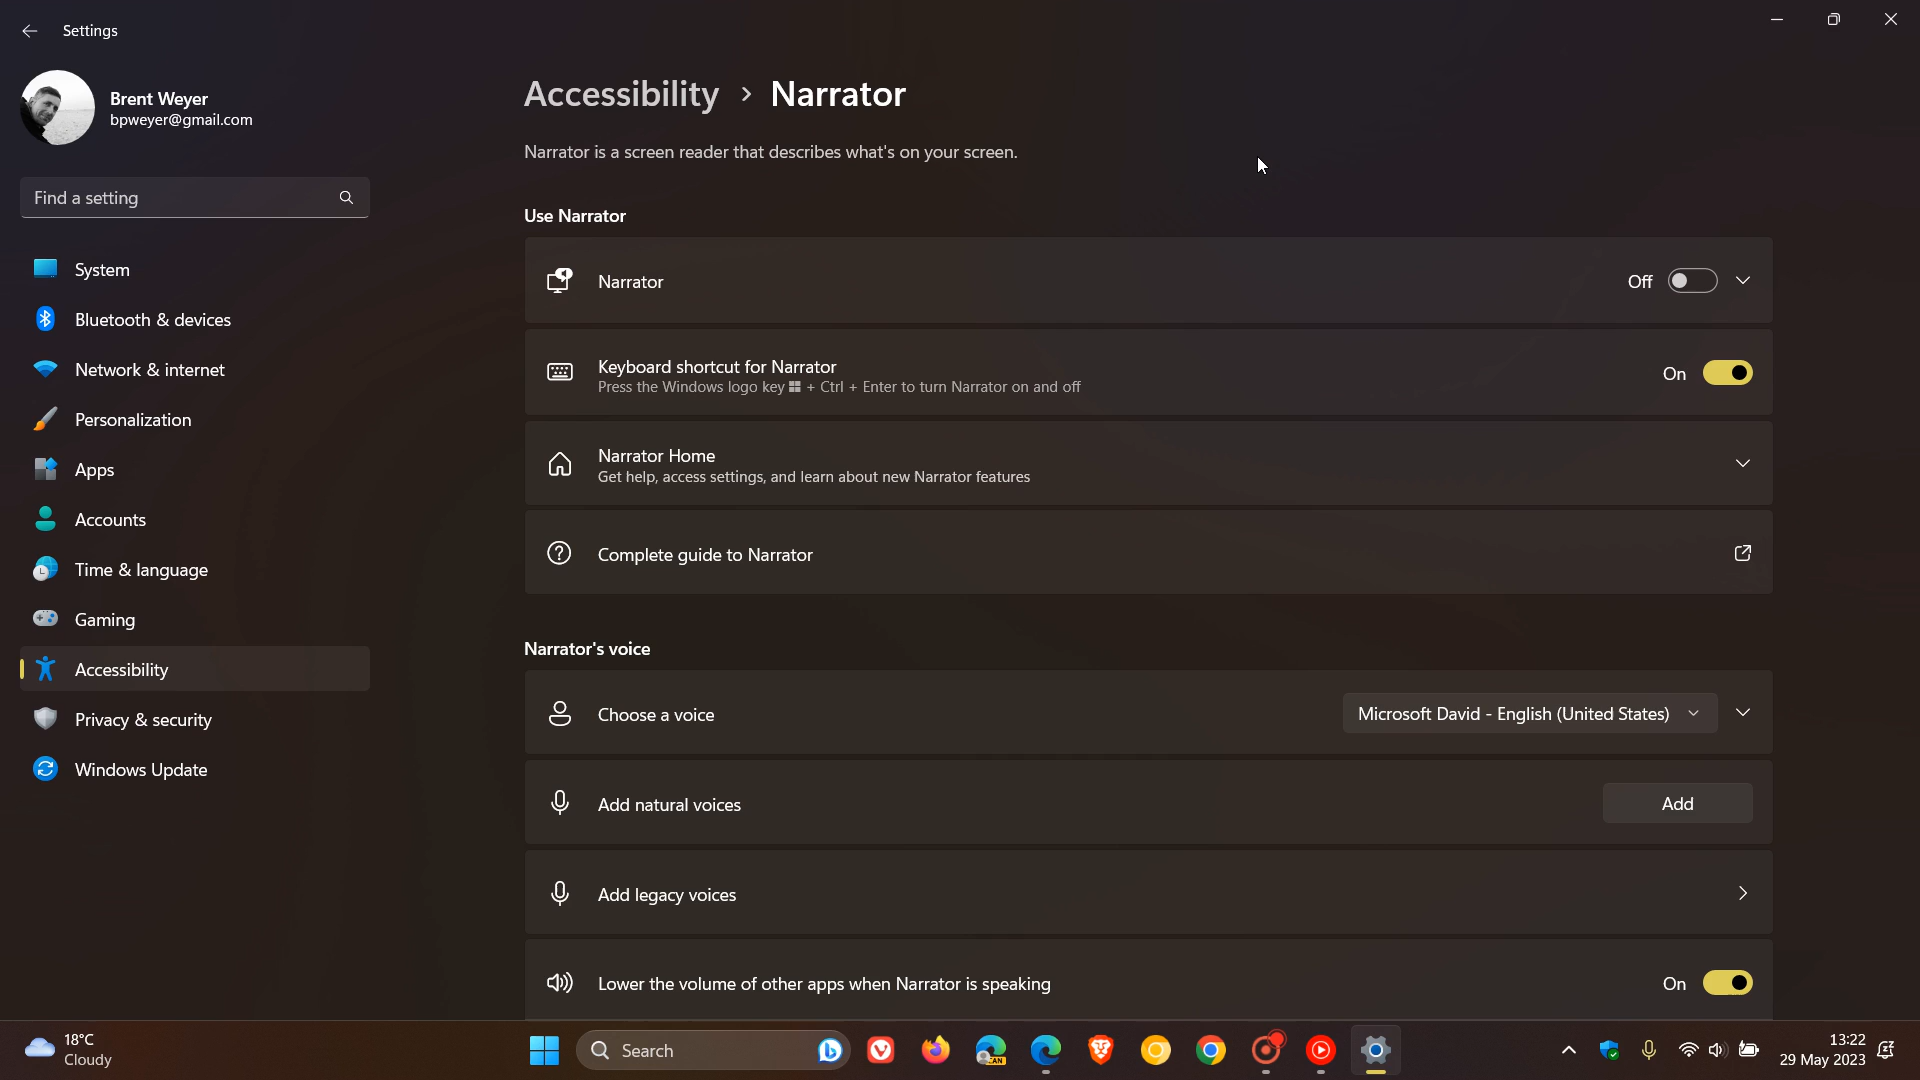 Settings
Brent Weyer
bpweyer@gmail.com
Find a setting
System
Bluetooth & devices
Network & internet
Personalization
Apps
Accounts
Time & language
Gaming
Accessibility
Privacy & security
Windows Update
Accessibility > Narrator
Narrator is a screen reader that describes what's on your screen.
Use Narrator
Narrator Off
Keyboard shortcut for Narrator
Press the Windows logo key + Ctrl + Enter to turn Narrator on and off
On
Narrator Home
Get help, access settings, and learn about new Narrator features
Complete guide to Narrator
Narrator's voice
Choose a voice Microsoft David - English (United States)
Add natural voices Add
Add legacy voices
Lower the volume of other apps when Narrator is speaking On
18°C
Cloudy
Search
CAN
13:22
29 May 2023